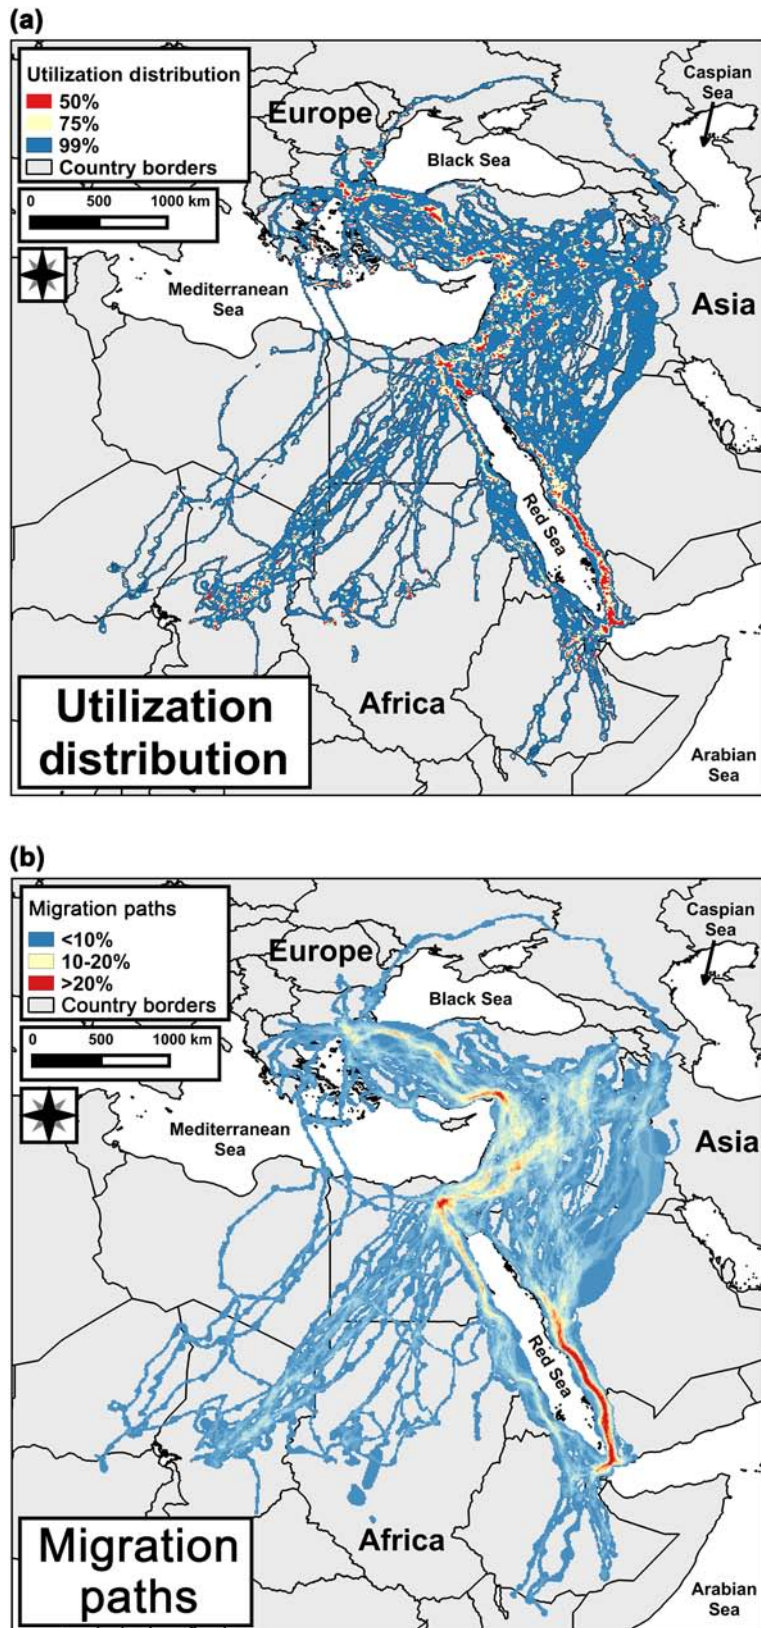 (a)
Utilization distribution
50%
75%
99%
Country borders
0 500 1000 km
Europe
Caspian
Sea
Black Sea
Mediterranean
Sea
Asia
Red Sea
Africa
Arabian
Sea
Utilization
distribution
(b)
Migration paths
<10%
10-20%
>20%
Country borders
0 500 1000 km
Europe
Caspian
Sea
Black Sea
Mediterranean
Sea
Asia
Red Sea
Africa
Arabian
Sea
Migration
paths